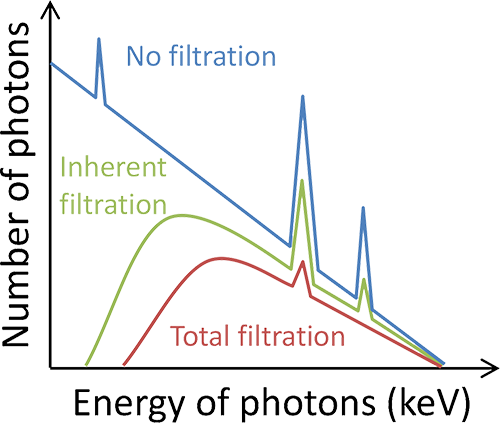 Number of photons
No filtration
Inherent
filtration
Total filtration
Energy of photons (keV)